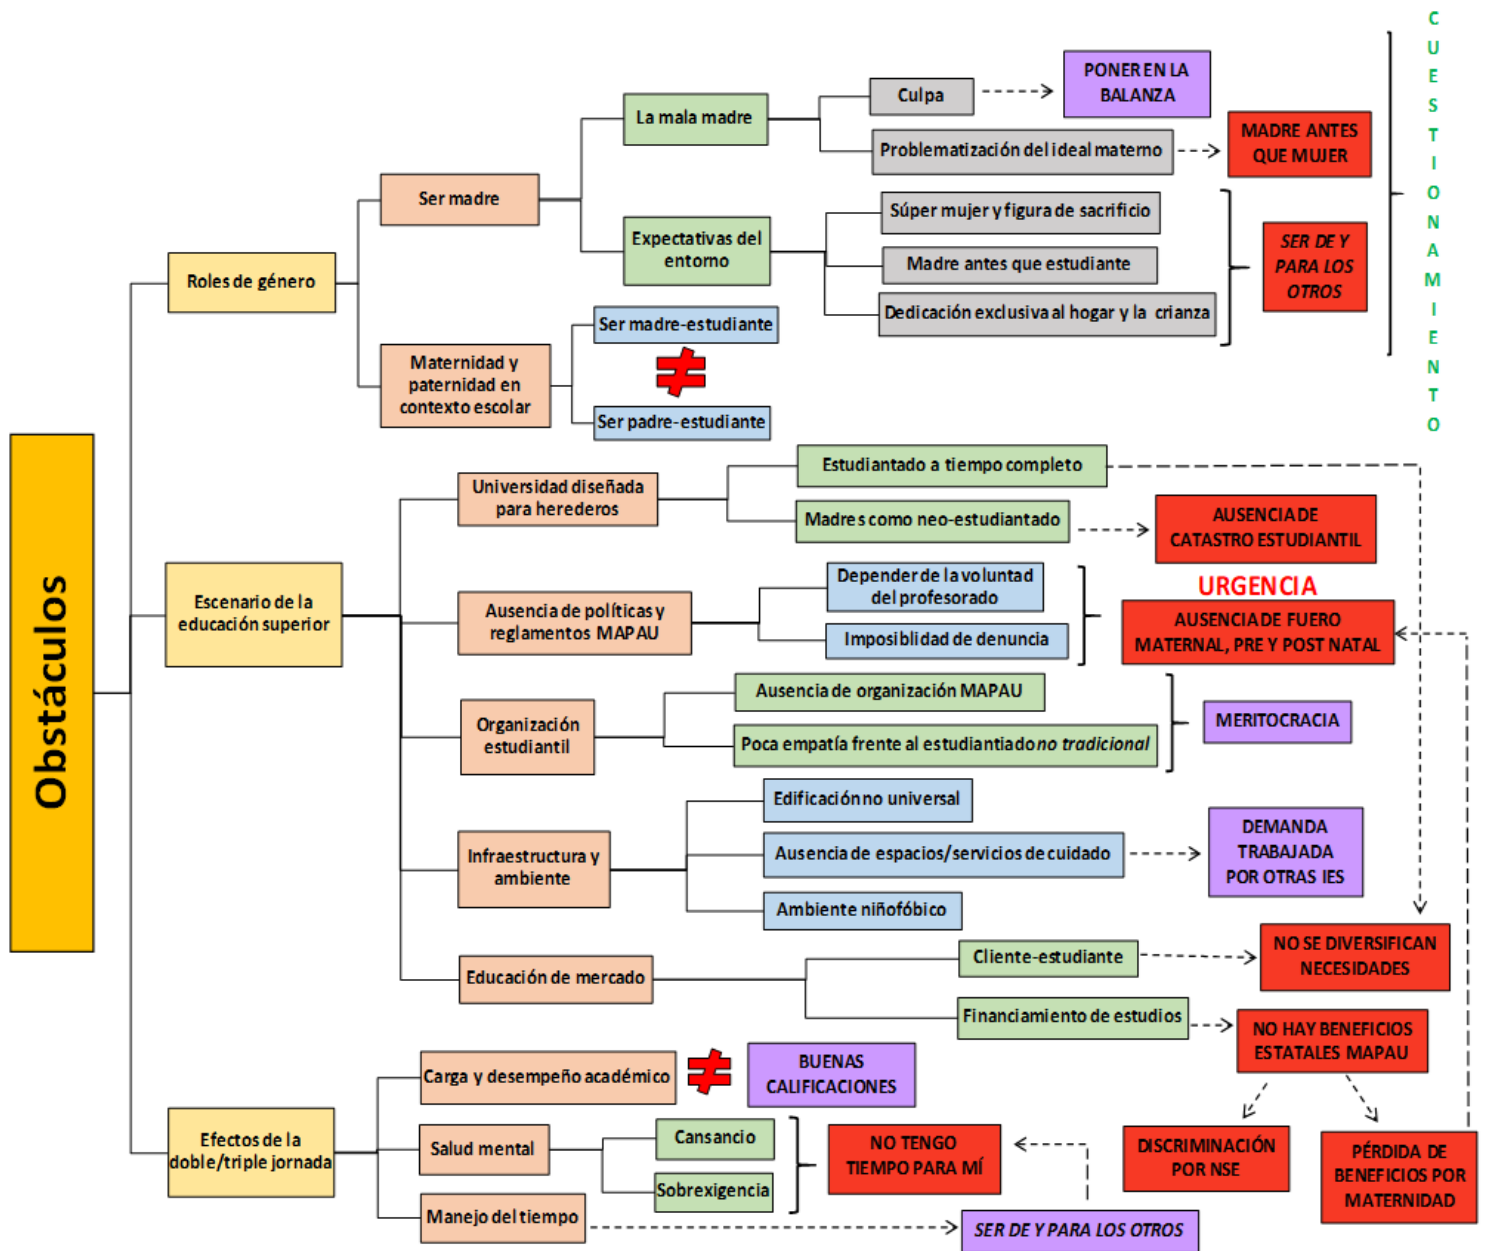 CUESTIONAMIENTO
PONER EN LA
BALANZA
Culpa
La mala madre
MADRE ANTES
QUE MUJER
Problematización del ideal materno
Ser madre
Súper mujer y figura de sacrificio
Expectativas del
entorno
SER DE Y
PARA LOS
OTROS
Madre antes que estudiante
Roles de género
Dedicación exclusiva al hogar y la crianza
Ser madre-estudiante
Maternidad y
paternidad en
contexto escolar
≠
Ser padre-estudiante
Obstáculos
Estudiantado a tiempo completo
Universidad diseñada
para herederos
Madres como neo-estudiantado
AUSENCIA DE
CATASTRO ESTUDIANTIL
Escenario de la
educación superior
Depender de la voluntad
del profesorado
URGENCIA
Ausencia de políticas y
reglamentos MAPAU
Imposiblidad de denuncia
AUSENCIA DE FUERO
MATERNAL, PRE Y POST NATAL
Ausencia de organización MAPAU
Organización
estudiantil
MERITOCRACIA
Poca empatía frente al estudiantiado no tradicional
Edificación no universal
Infraestructura y
ambiente
Ausencia de espacios/servicios de cuidado
DEMANDA
TRABAJADA
POR OTRAS IES
Ambiente niñofóbico
Educación de mercado
Cliente-estudiante
NO SE DIVERSIFICAN
NECESIDADES
Financiamiento de estudios
NO HAY BENEFICIOS
ESTATALES MAPAU
DISCRIMINACIÓN
POR NSE
PÉRDIDA DE
BENEFICIOS POR
MATERNIDAD
Efectos de la
doble/triple jornada
Carga y desempeño académico
≠
BUENAS
CALIFICACIONES
Salud mental
Cansancio
Sobrexigencia
NO TENGO
TIEMPO PARA MÍ
Manejo del tiempo
SER DE Y PARA LOS OTROS